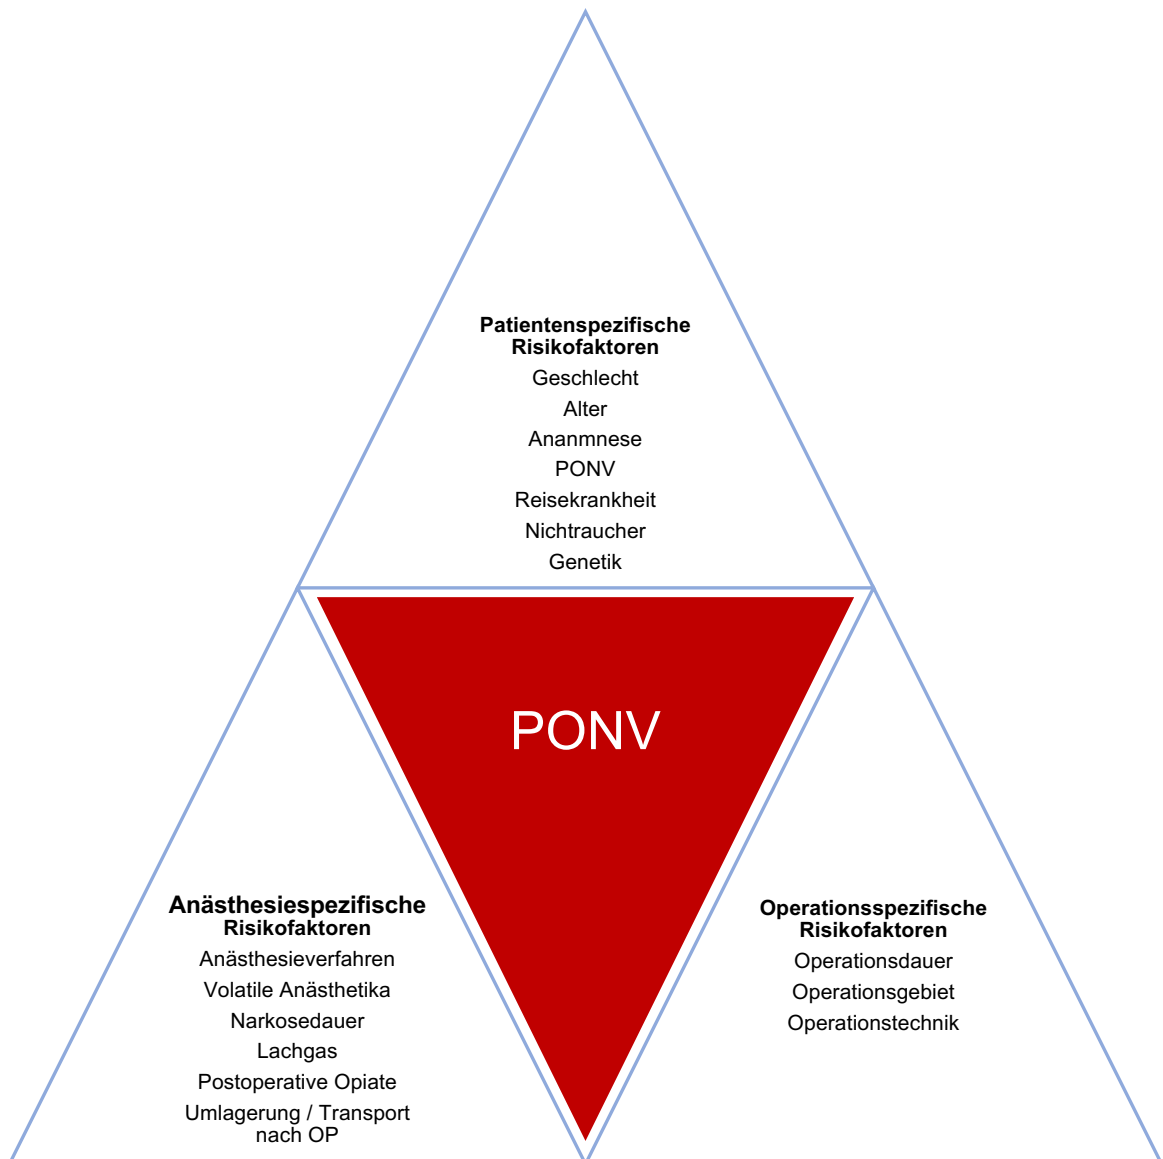 Patientenspezifische
Risikofaktoren
Geschlecht
Alter
Ananmnese
PONV
Reisekrankheit
Nichtraucher
Genetik
PONV
Anästhesiespezifische
Risikofaktoren
Anästhesieverfahren
Volatile Anästhetika
Narkosedauer
Lachgas
Postoperative Opiate
Umlagerung / Transport
nach OP
Operationsspezifische
Risikofaktoren
Operationsdauer
Operationsgebiet
Operationstechnik